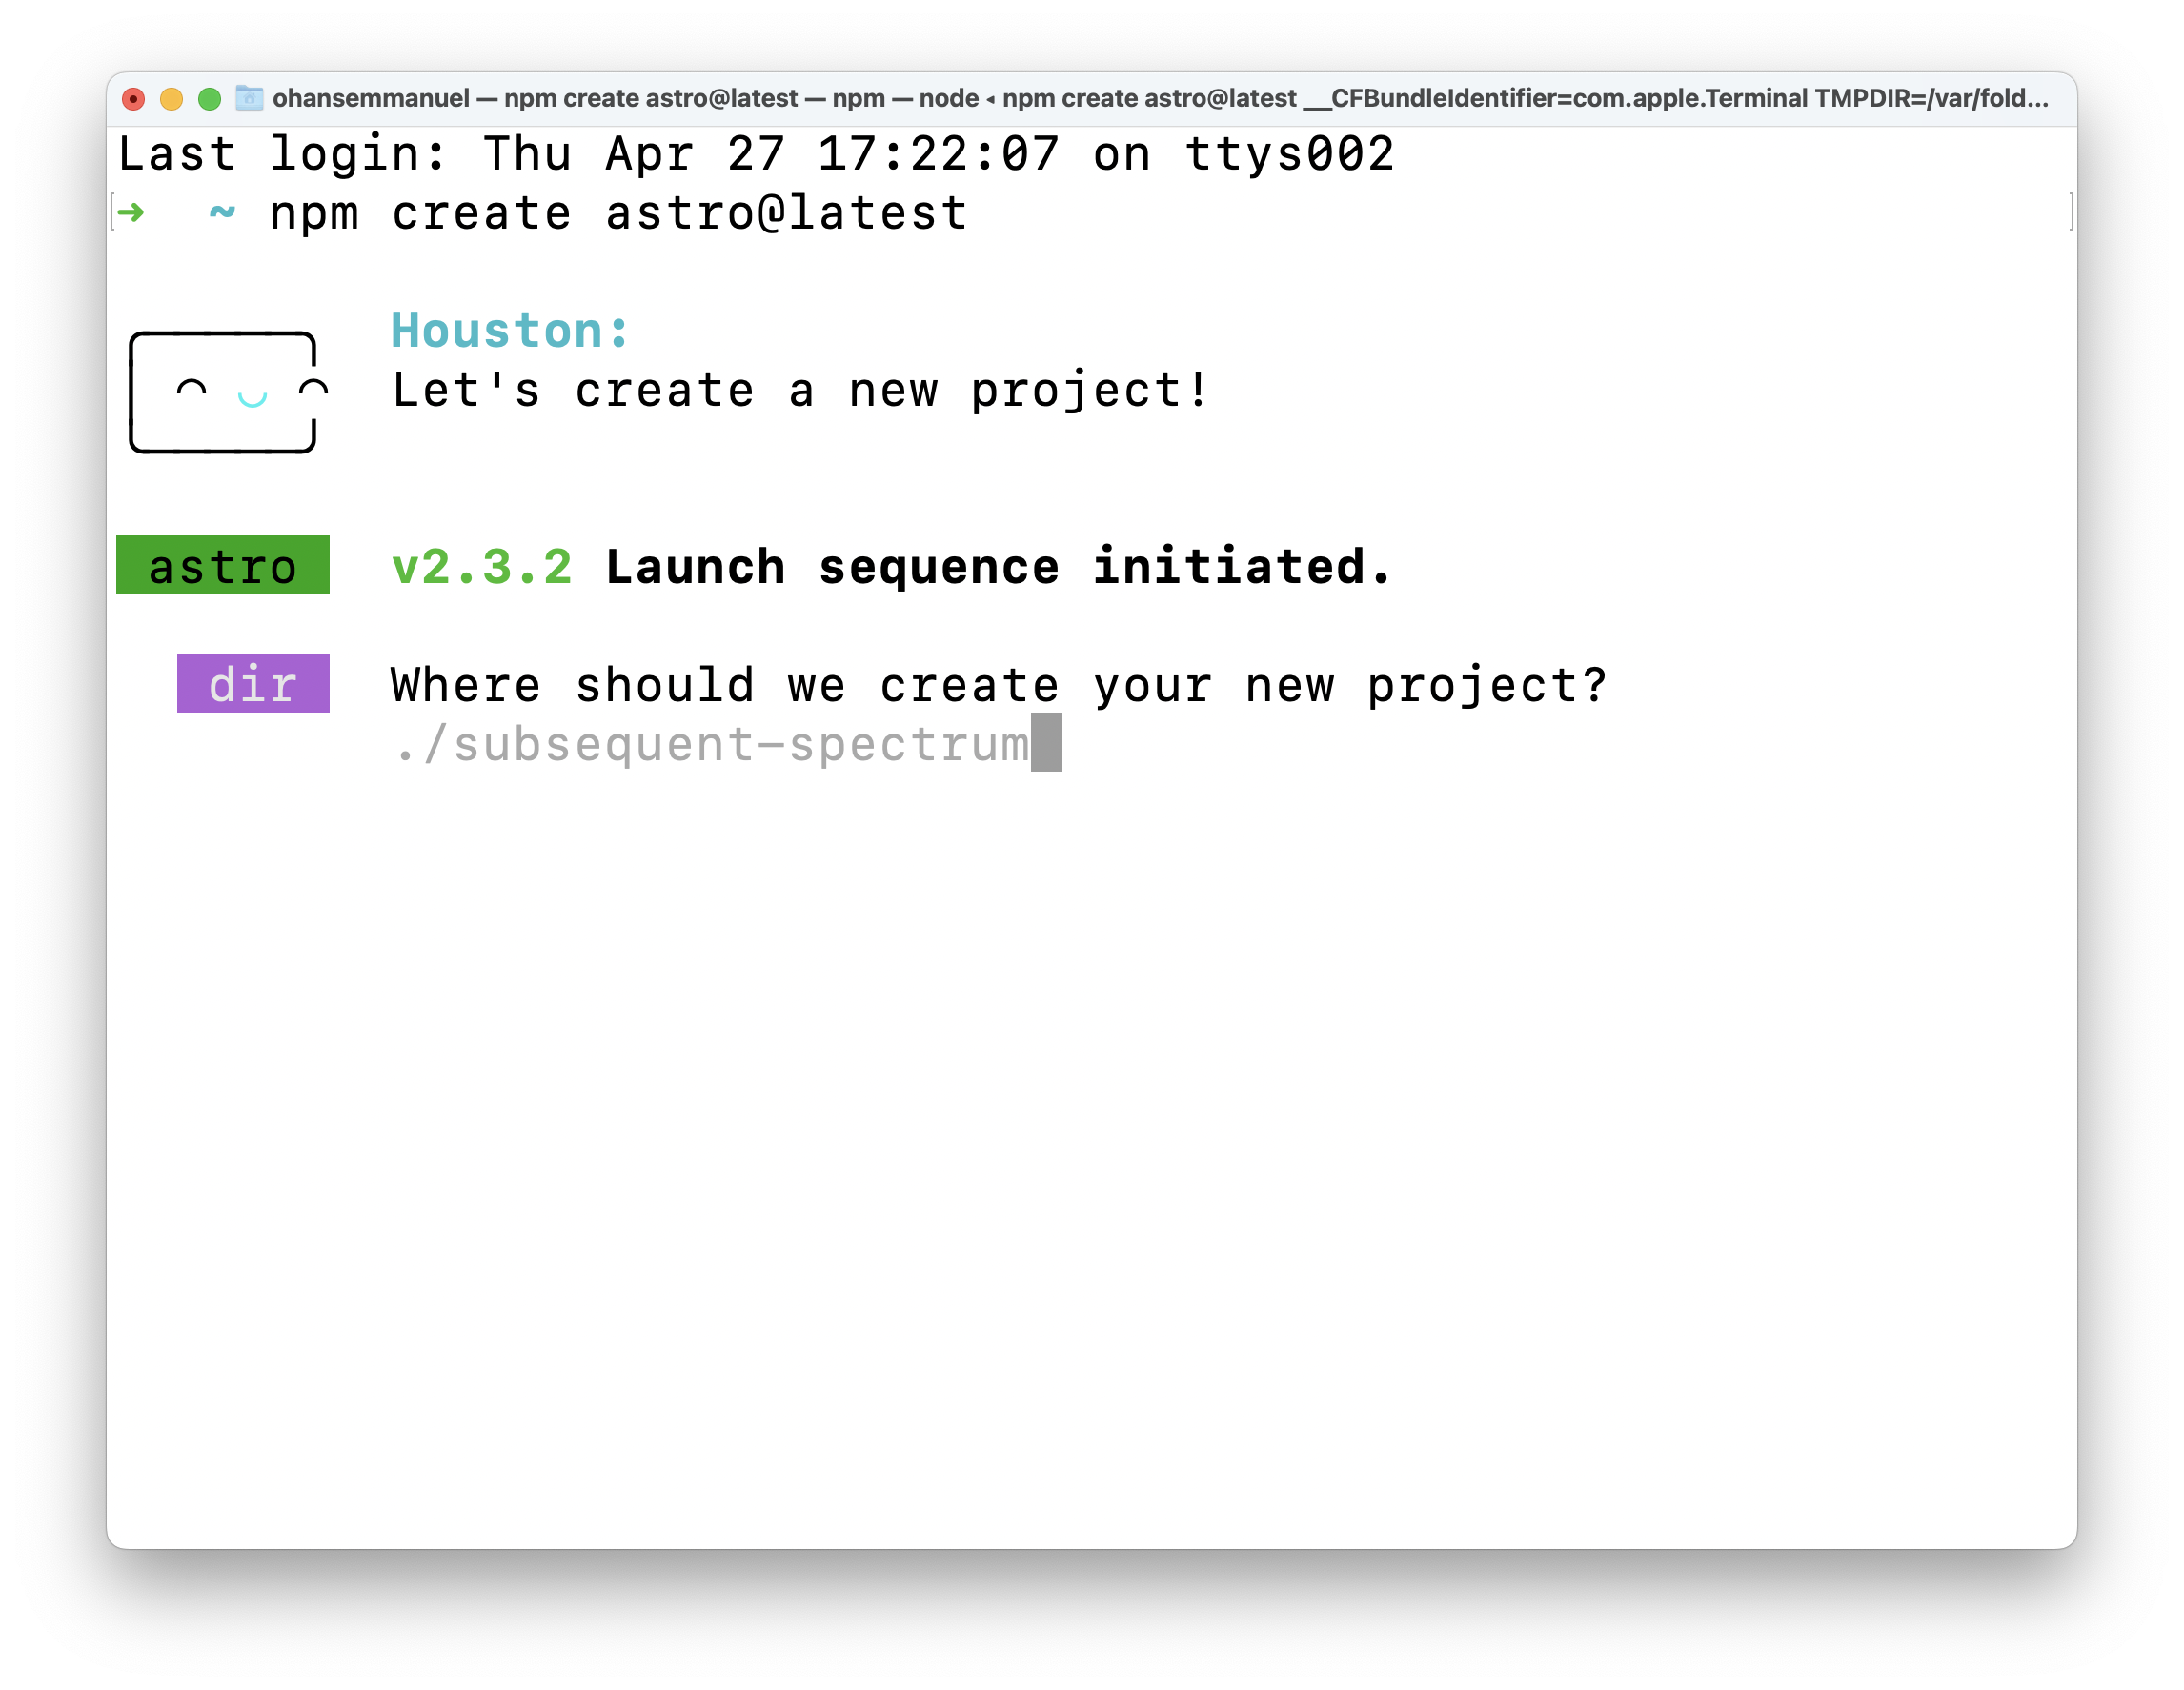 ohansemmanuel — npm create astro@latest — npm — node ◂ npm create astro@latest __CFBundleIdentifier=com.apple.Terminal TMPDIR=/var/fold...
Last login: Thu Apr 27 17:22:07 on ttys002
➜ ~ npm create astro@latest
Houston:
Let's create a new project!
astro v2.3.2 Launch sequence initiated.
dir Where should we create your new project?
./subsequent-spectrum